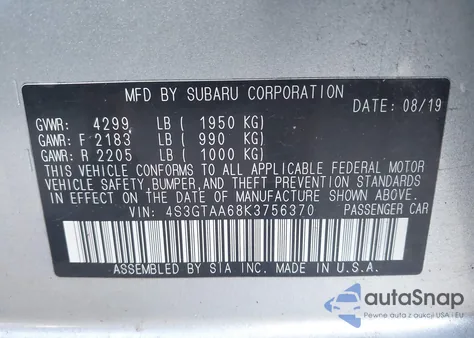 MFD BY SUBARU CORPORATION
DATE: 08/19
GVWR: 4299 LB ( 1950 KG)
GAWR: F 2183 LB ( 990 KG)
GAWR: R 2205 LB ( 1000 KG)
THIS VEHICLE CONFORMS TO ALL APPLICABLE FEDERAL MOTOR
VEHICLE SAFETY, BUMPER, AND THEFT PREVENTION STANDARDS
IN EFFECT ON THE DATE OF MANUFACTURE SHOWN ABOVE.
VIN: 4S3GTAA68K3756370 PASSENGER CAR
ASSEMBLED BY SIA INC. MADE IN U.S.A.
autoSnap
Pewne auta z aukcji USA i EU